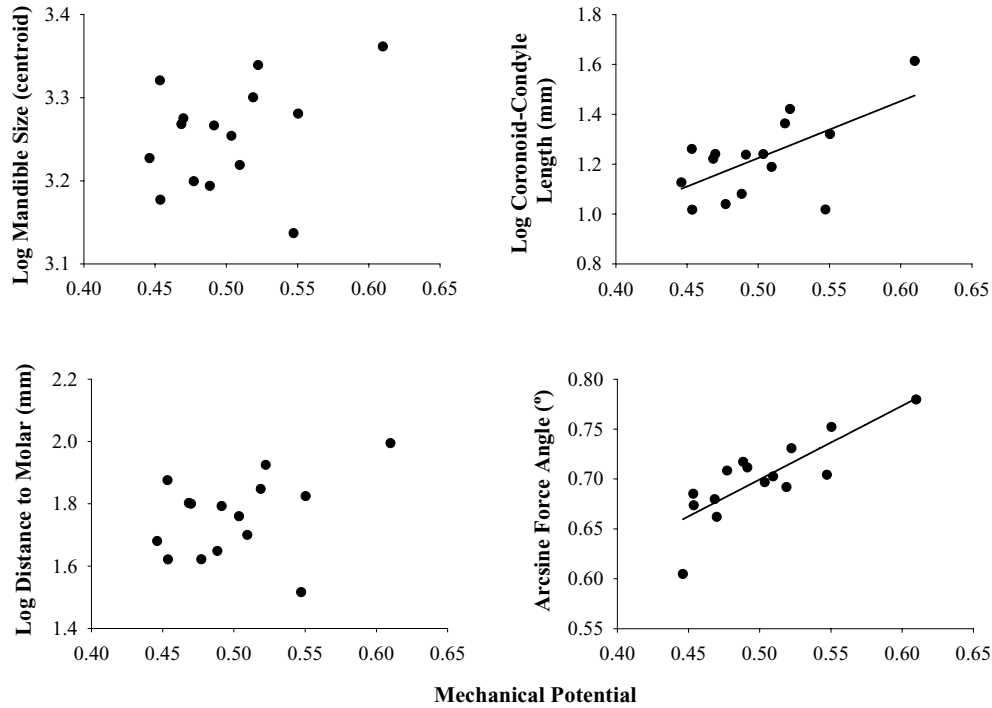 Log Mandible Size (centroid)
3.4
3.3
3.2
3.1
0.40 0.45 0.50 0.55 0.60 0.65
Log Coronoid-Condyle
Length (mm)
1.8
1.6
1.4
1.2
1.0
0.8
0.40 0.45 0.50 0.55 0.60 0.65
Log Distance to Molar (mm)
2.2
2.0
1.8
1.6
1.4
0.40 0.45 0.50 0.55 0.60 0.65
Arcsine Force Angle (º)
0.80
0.75
0.70
0.65
0.60
0.55
0.40 0.45 0.50 0.55 0.60 0.65
Mechanical Potential